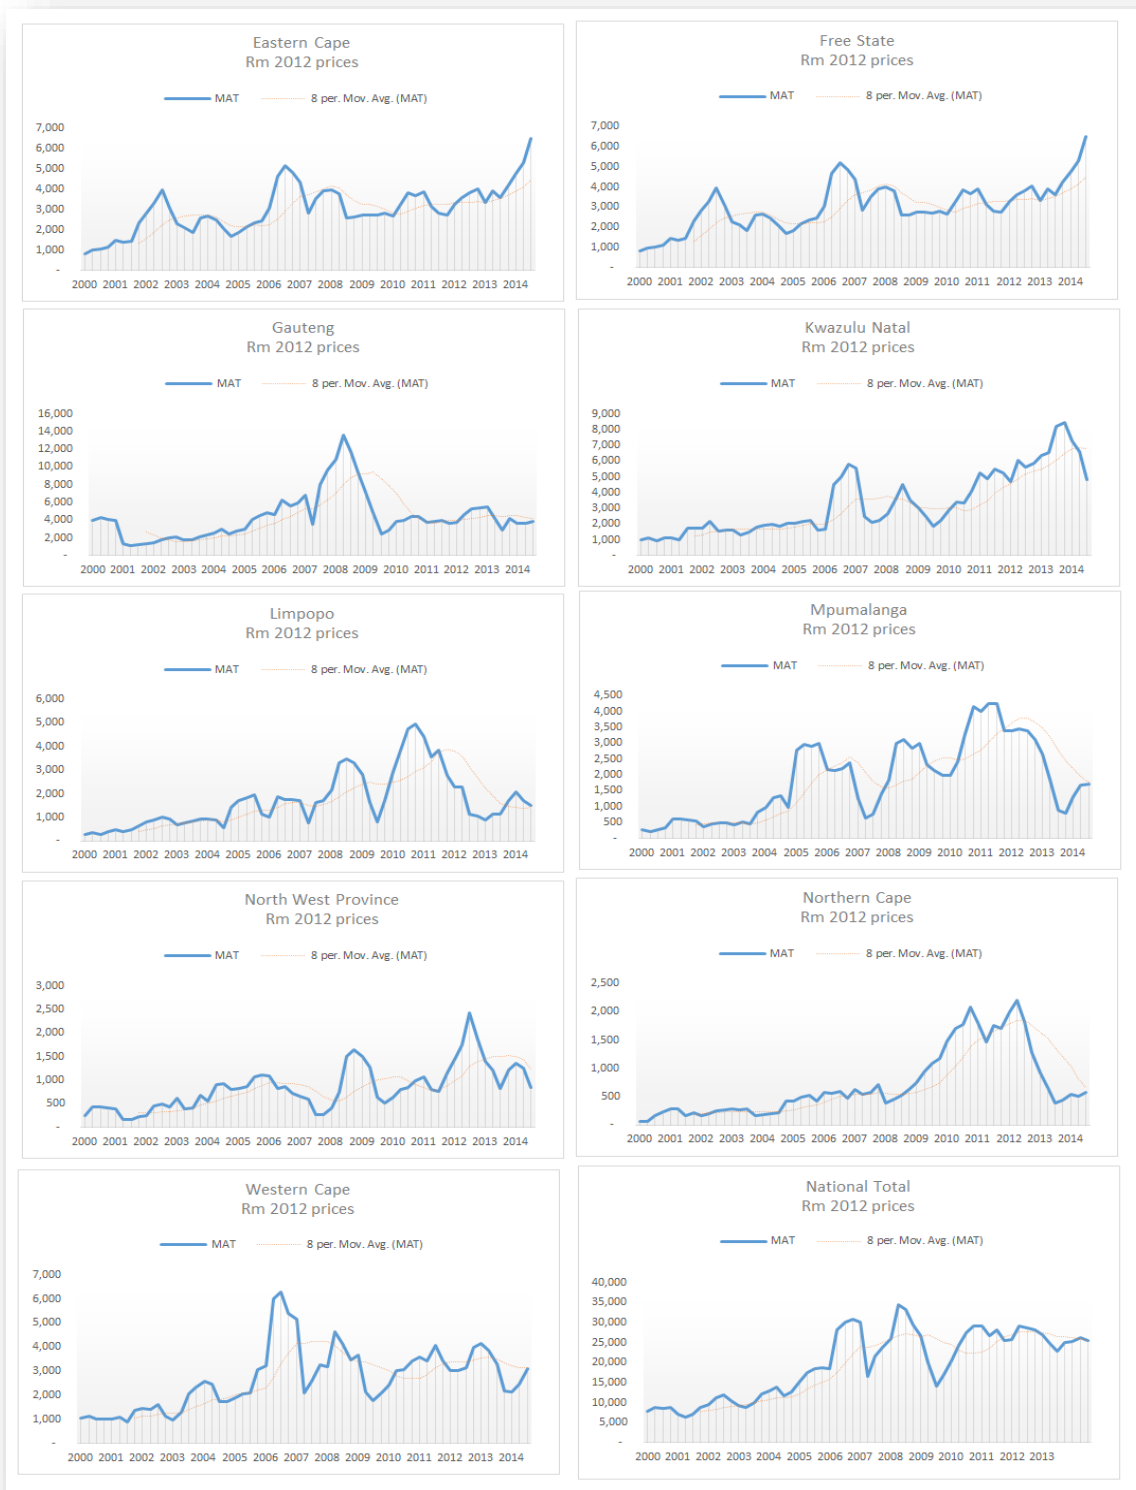 Eastern Cape
Rm 2012 prices
MAT 8 per. Mov. Avg. (MAT)
7,000
6,000
5,000
4,000
3,000
2,000
1,000
-
2000 2001 2002 2003 2004 2005 2006 2007 2008 2009 2010 2011 2012 2013 2014
Free State
Rm 2012 prices
MAT 8 per. Mov. Avg. (MAT)
7,000
6,000
5,000
4,000
3,000
2,000
1,000
-
2000 2001 2002 2003 2004 2005 2006 2007 2008 2009 2010 2011 2012 2013 2014
Gauteng
Rm 2012 prices
MAT 8 per. Mov. Avg. (MAT)
16,000
14,000
12,000
10,000
8,000
6,000
4,000
2,000
-
2000 2001 2002 2003 2004 2005 2006 2007 2008 2009 2010 2011 2012 2013 2014
Kwazulu Natal
Rm 2012 prices
MAT 8 per. Mov. Avg. (MAT)
9,000
8,000
7,000
6,000
5,000
4,000
3,000
2,000
1,000
-
2000 2001 2002 2003 2004 2005 2006 2007 2008 2009 2010 2011 2012 2013 2014
Limpopo
Rm 2012 prices
MAT 8 per. Mov. Avg. (MAT)
6,000
5,000
4,000
3,000
2,000
1,000
-
2000 2001 2002 2003 2004 2005 2006 2007 2008 2009 2010 2011 2012 2013 2014
Mpumalanga
Rm 2012 prices
MAT 8 per. Mov. Avg. (MAT)
4,500
4,000
3,500
3,000
2,500
2,000
1,500
1,000
500
-
2000 2001 2002 2003 2004 2005 2006 2007 2008 2009 2010 2011 2012 2013 2014
North West Province
Rm 2012 prices
MAT 8 per. Mov. Avg. (MAT)
3,000
2,500
2,000
1,500
1,000
500
-
2000 2001 2002 2003 2004 2005 2006 2007 2008 2009 2010 2011 2012 2013 2014
Northern Cape
Rm 2012 prices
MAT 8 per. Mov. Avg. (MAT)
2,500
2,000
1,500
1,000
500
-
2000 2001 2002 2003 2004 2005 2006 2007 2008 2009 2010 2011 2012 2013 2014
Western Cape
Rm 2012 prices
MAT 8 per. Mov. Avg. (MAT)
7,000
6,000
5,000
4,000
3,000
2,000
1,000
-
2000 2001 2002 2003 2004 2005 2006 2007 2008 2009 2010 2011 2012 2013 2014
National Total
Rm 2012 prices
MAT 8 per. Mov. Avg. (MAT)
40,000
35,000
30,000
25,000
20,000
15,000
10,000
5,000
-
2000 2001 2002 2003 2004 2005 2006 2007 2008 2009 2010 2011 2012 2013